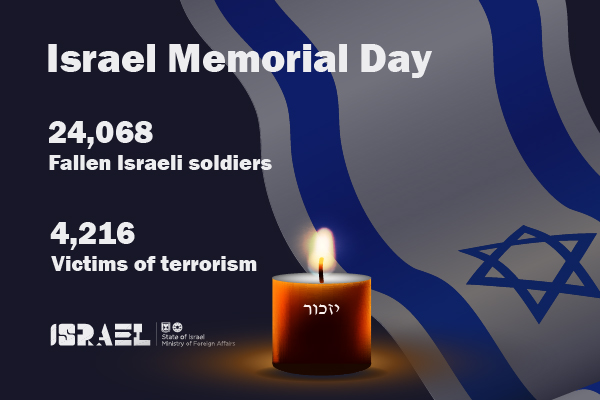 Israel Memorial Day
24,068
Fallen Israeli soldiers
4,216
Victims of terrorism
יזכור
ISRAEL
State of Israel
Ministry of Foreign Affairs